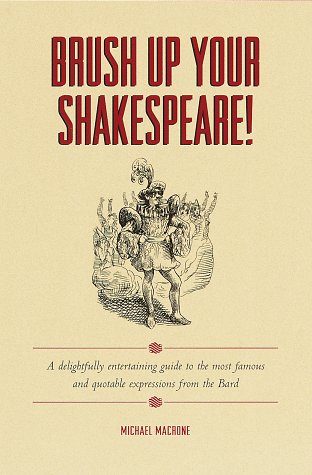 BRUSH UP YOUR
SHAKESPEARE!
A delightfully entertaining guide to the most famous
and quotable expressions from the Bard
MICHAEL MACRONE